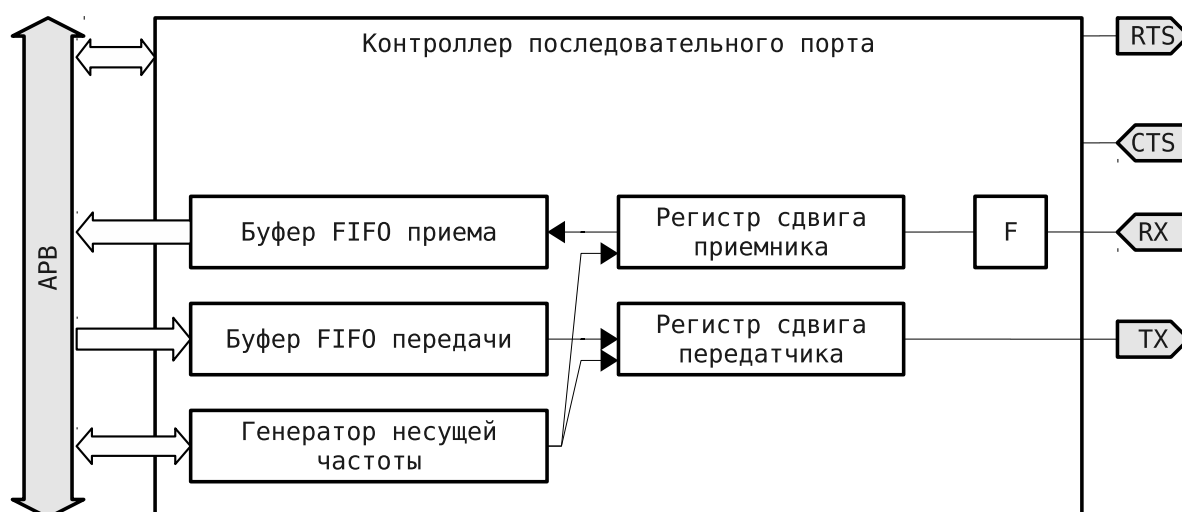 Контроллер последовательного порта
RTS
CTS
Буфер FIFO приема
Регистр сдвига
приемника
F
RX
APB
Буфер FIFO передачи
Регистр сдвига
передатчика
TX
Генератор несущей
частоты